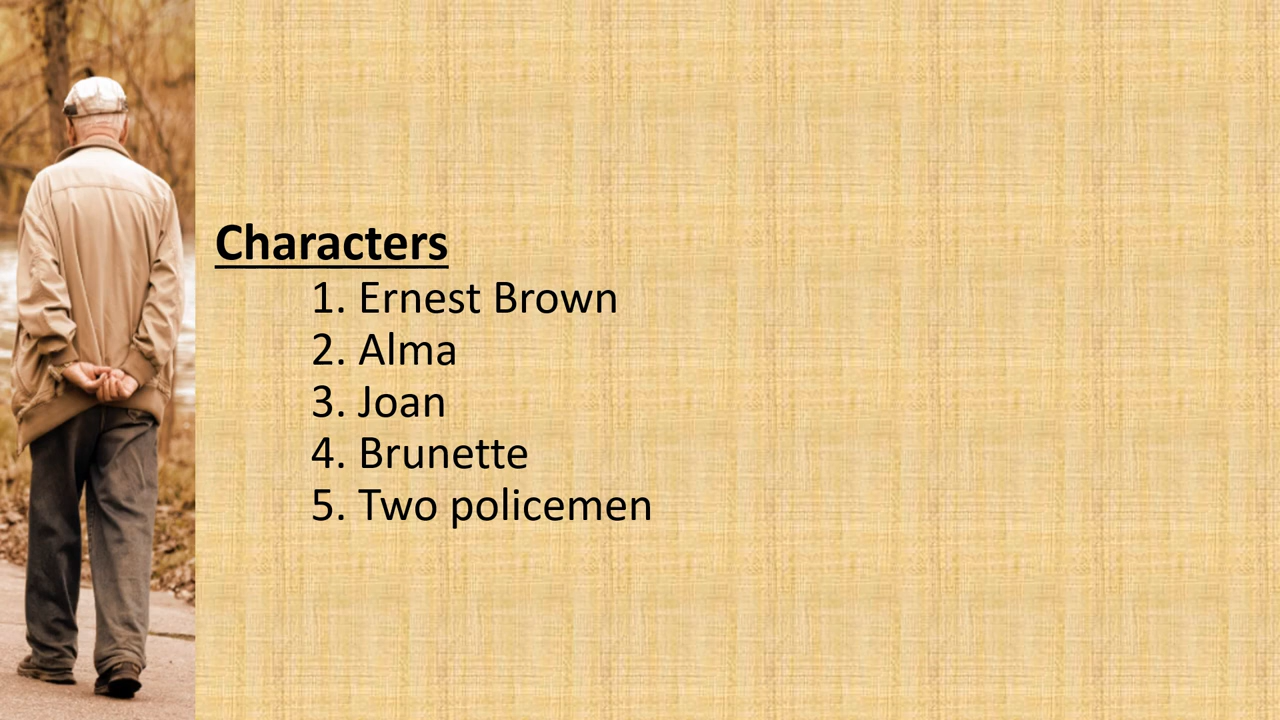 Characters
1. Ernest Brown
2. Alma
3. Joan
4. Brunette
5. Two policemen